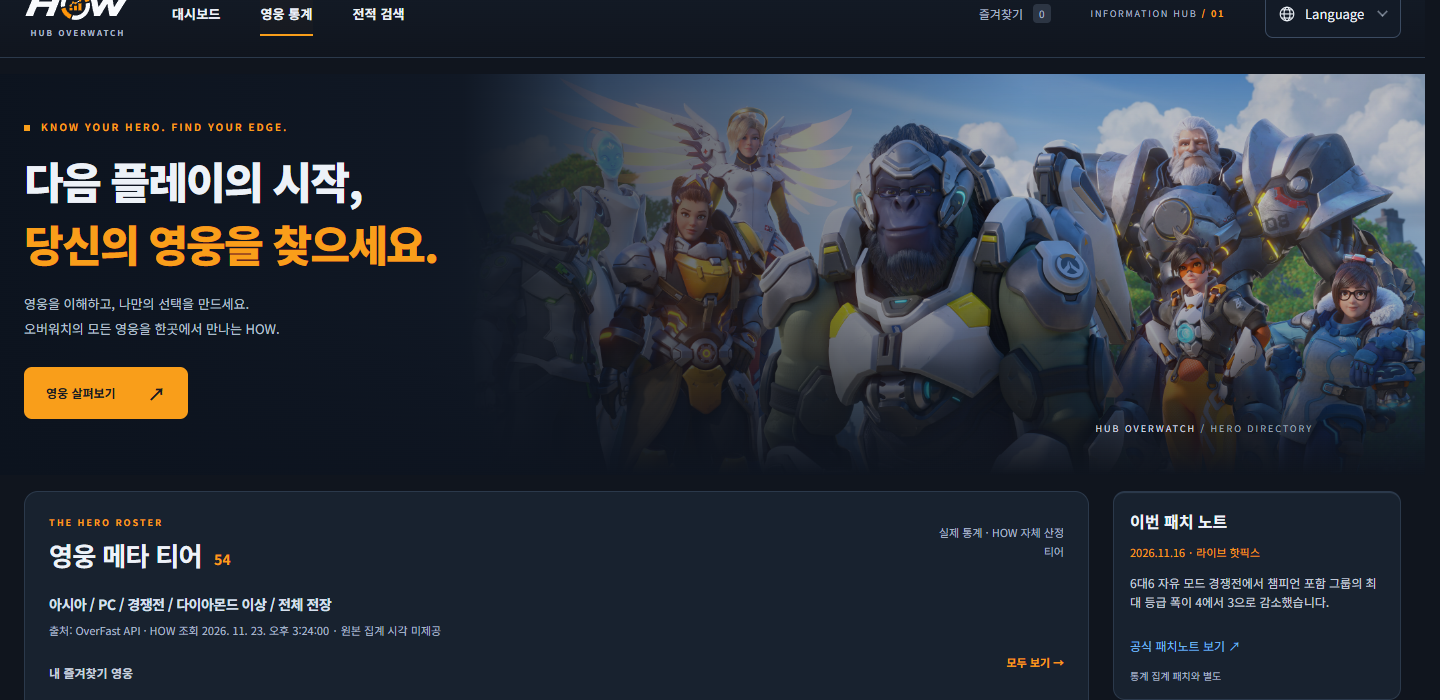 HOW
HUB OVERWATCH
대시보드
영웅 통계
전적 검색
즐겨찾기 0
INFORMATION HUB / 01
Language
KNOW YOUR HERO. FIND YOUR EDGE.
다음 플레이의 시작,
당신의 영웅을 찾으세요.
영웅을 이해하고, 나만의 선택을 만드세요.
오버워치의 모든 영웅을 한곳에서 만나는 HOW.
영웅 살펴보기 ↗
08
HUB OVERWATCH / HERO DIRECTORY
THE HERO ROSTER
영웅 메타 티어 54
실제 통계 · HOW 자체 산정
티어
아시아 / PC / 경쟁전 / 다이아몬드 이상 / 전체 전장
출처: OverFast API · HOW 조회 2026. 11. 23. 오후 3:24:00 · 원본 집계 시각 미제공
내 즐겨찾기 영웅
모두 보기 →
이번 패치 노트
2026.11.16 · 라이브 핫픽스
6대6 자유 모드 경쟁전에서 챔피언 포함 그룹의 최
대 등급 폭이 4에서 3으로 감소했습니다.
공식 패치노트 보기 ↗
통계 집계 패치와 별도